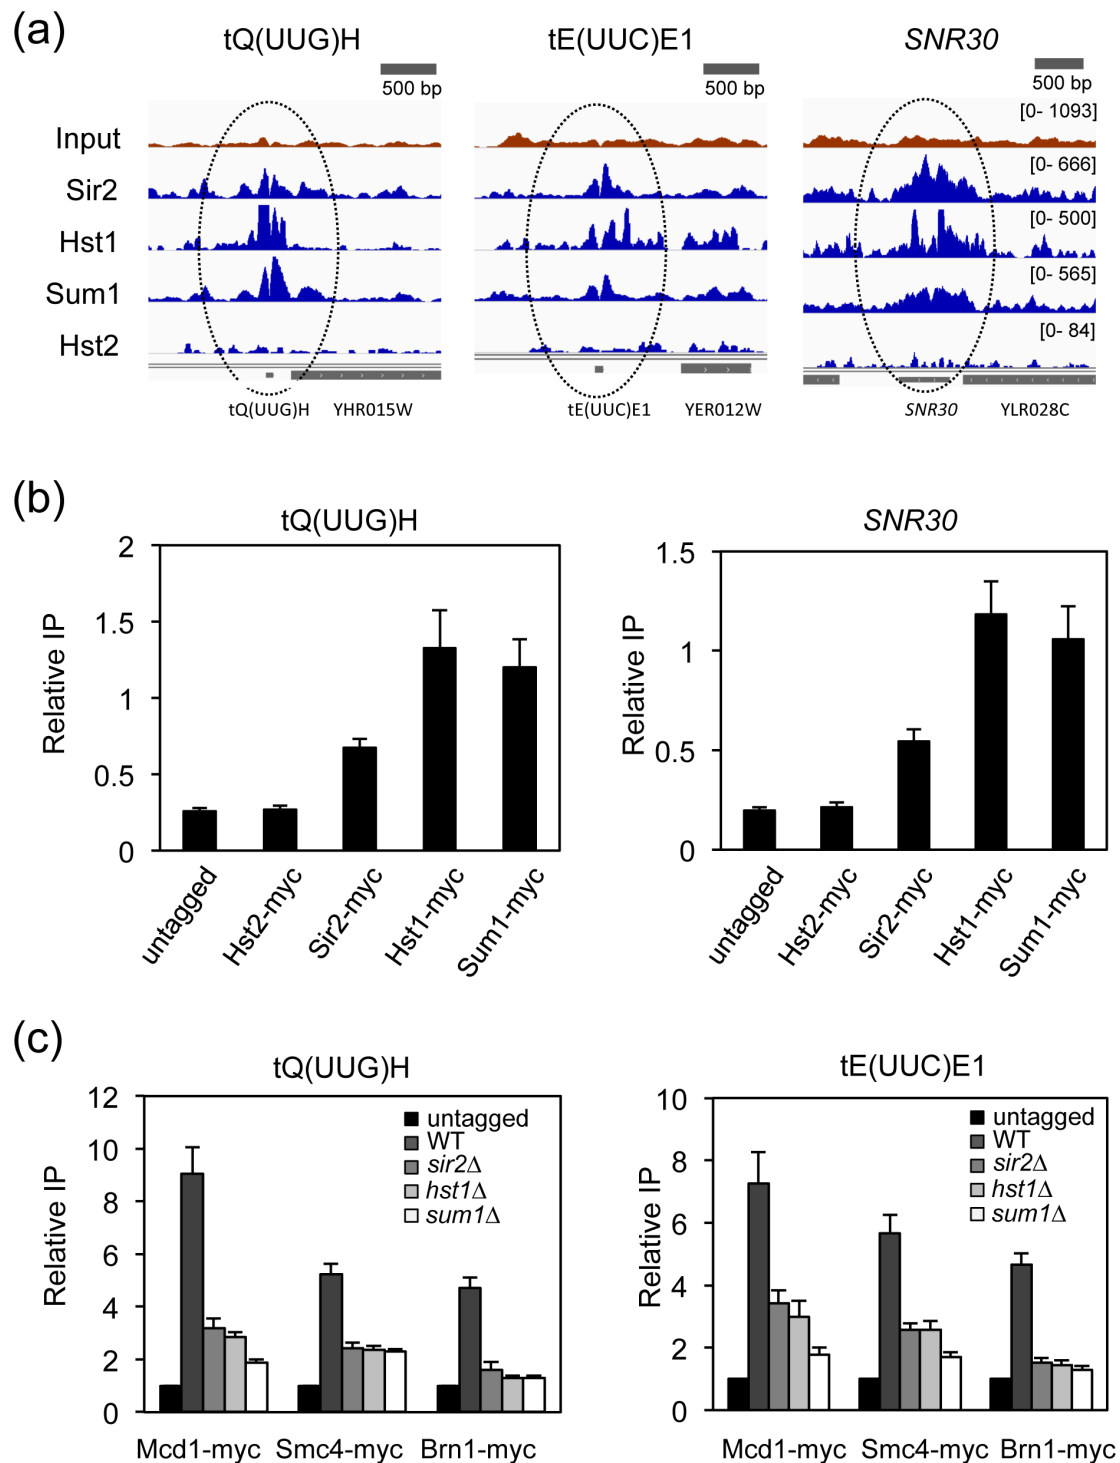 (a)
tQ(UUG)H
tE(UUC)E1
SNR30
500 bp
500 bp
500 bp
Input
[0- 1093]
Sir2
[0- 666]
Hst1
[0- 500]
Sum1
[0- 565]
Hst2
[0- 84]
tQ(UUG)H YHR015W
tE(UUC)E1 YER012W
SNR30 YLR028C
(b)
tQ(UUG)H
Relative IP
2
1.5
1
0.5
0
untagged
Hst2-myc
Sir2-myc
Hst1-myc
Sum1-myc
SNR30
Relative IP
1.5
1
0.5
0
untagged
Hst2-myc
Sir2-myc
Hst1-myc
Sum1-myc
(c)
tQ(UUG)H
Relative IP
12
10
8
6
4
2
0
untagged
WT
sir2Δ
hst1Δ
sum1Δ
Mcd1-myc Smc4-myc Brn1-myc
tE(UUC)E1
Relative IP
10
8
6
4
2
0
untagged
WT
sir2Δ
hst1Δ
sum1Δ
Mcd1-myc Smc4-myc Brn1-myc